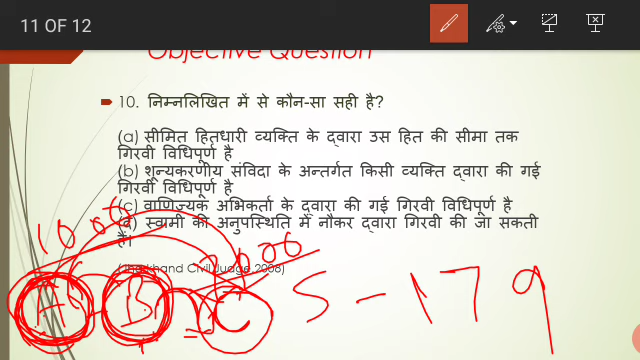 11 OF 12
Objective Question
10. निम्नलिखित में से कौन-सा सही है?
(a) सीमित हितधारी व्यक्ति के द्वारा उस हित की सीमा तक
गिरवी विधिपूर्ण है
(b) शून्यकरणीय संविदा के अन्तर्गत किसी व्यक्ति द्वारा की गई
गिरवी विधिपूर्ण है
(c) वाणिज्यिक अभिकर्ता के द्वारा की गई गिरवी विधिपूर्ण है
(d) स्वामी की अनुपस्थिति में नौकर द्वारा गिरवी की जा सकती
है।
(Jharkhand Civil Judge, 2008)
A B C S - 179